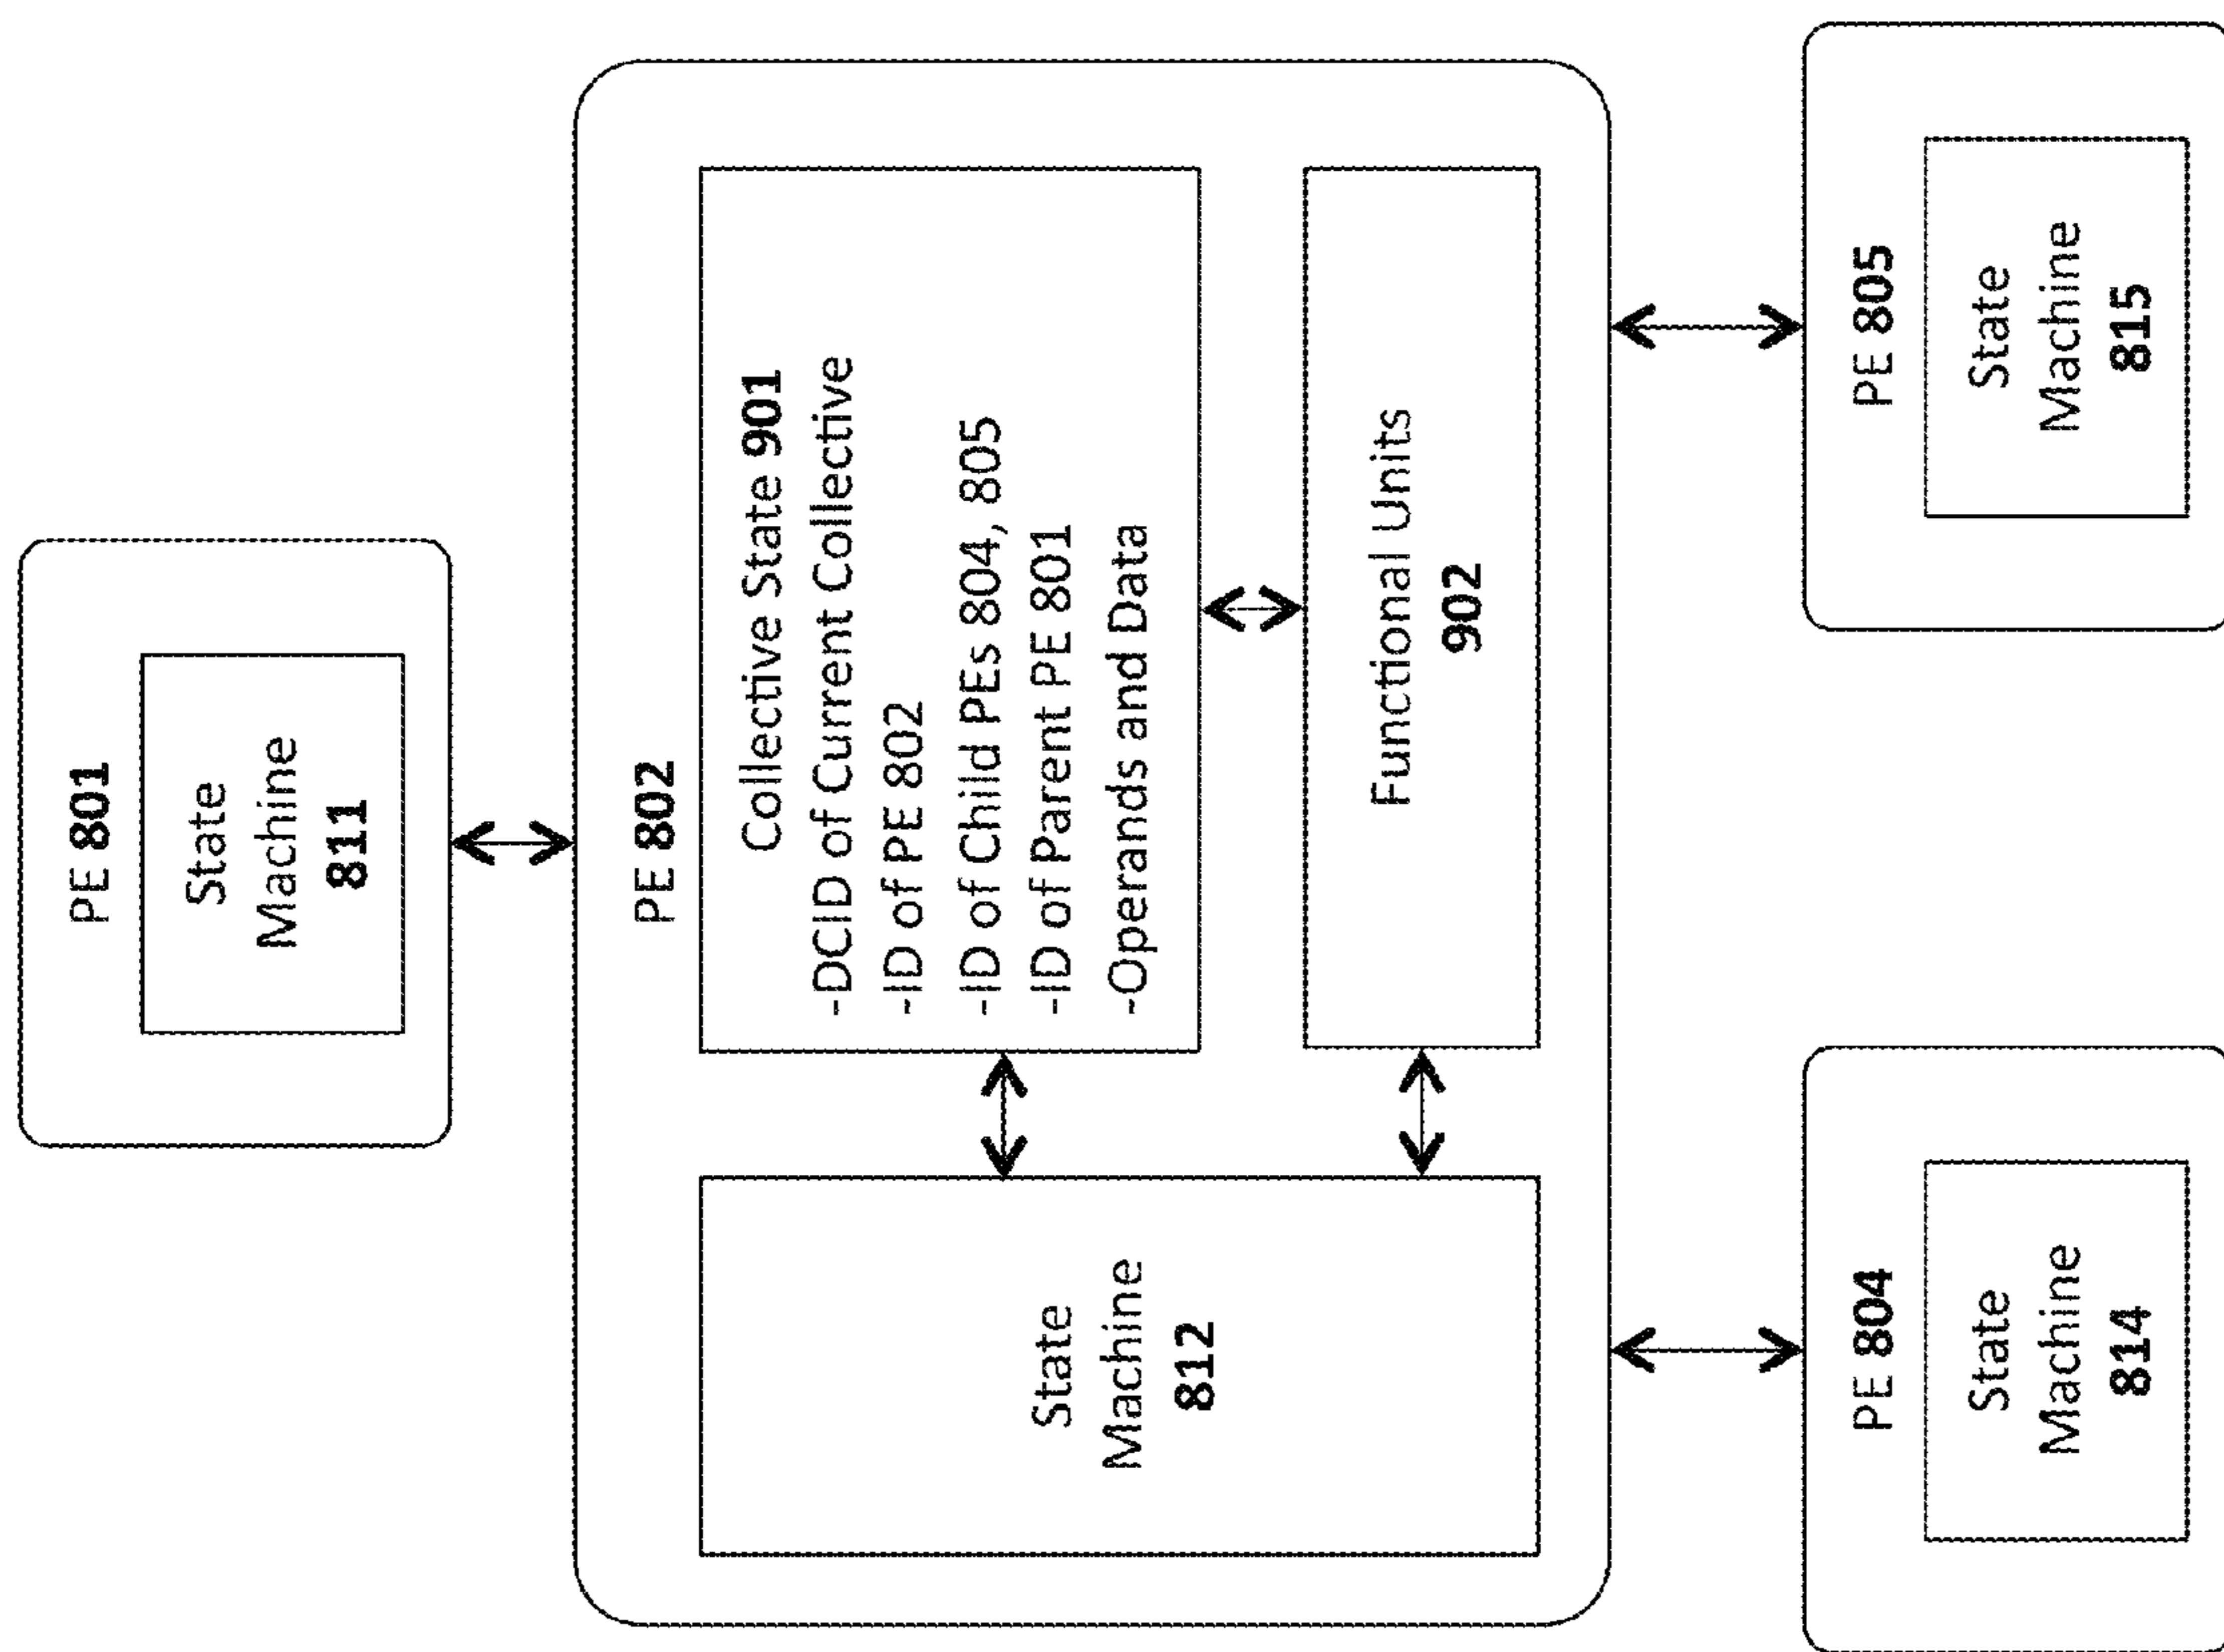 PE 801
State
Machine
811
PE 802
State
Machine
812
Collective State 901
-DCID of Current Collective
-ID of PE 802
-ID of Child PEs 804, 805
-ID of Parent PE 801
-Operands and Data
Functional Units
902
PE 804
State
Machine
814
PE 805
State
Machine
815